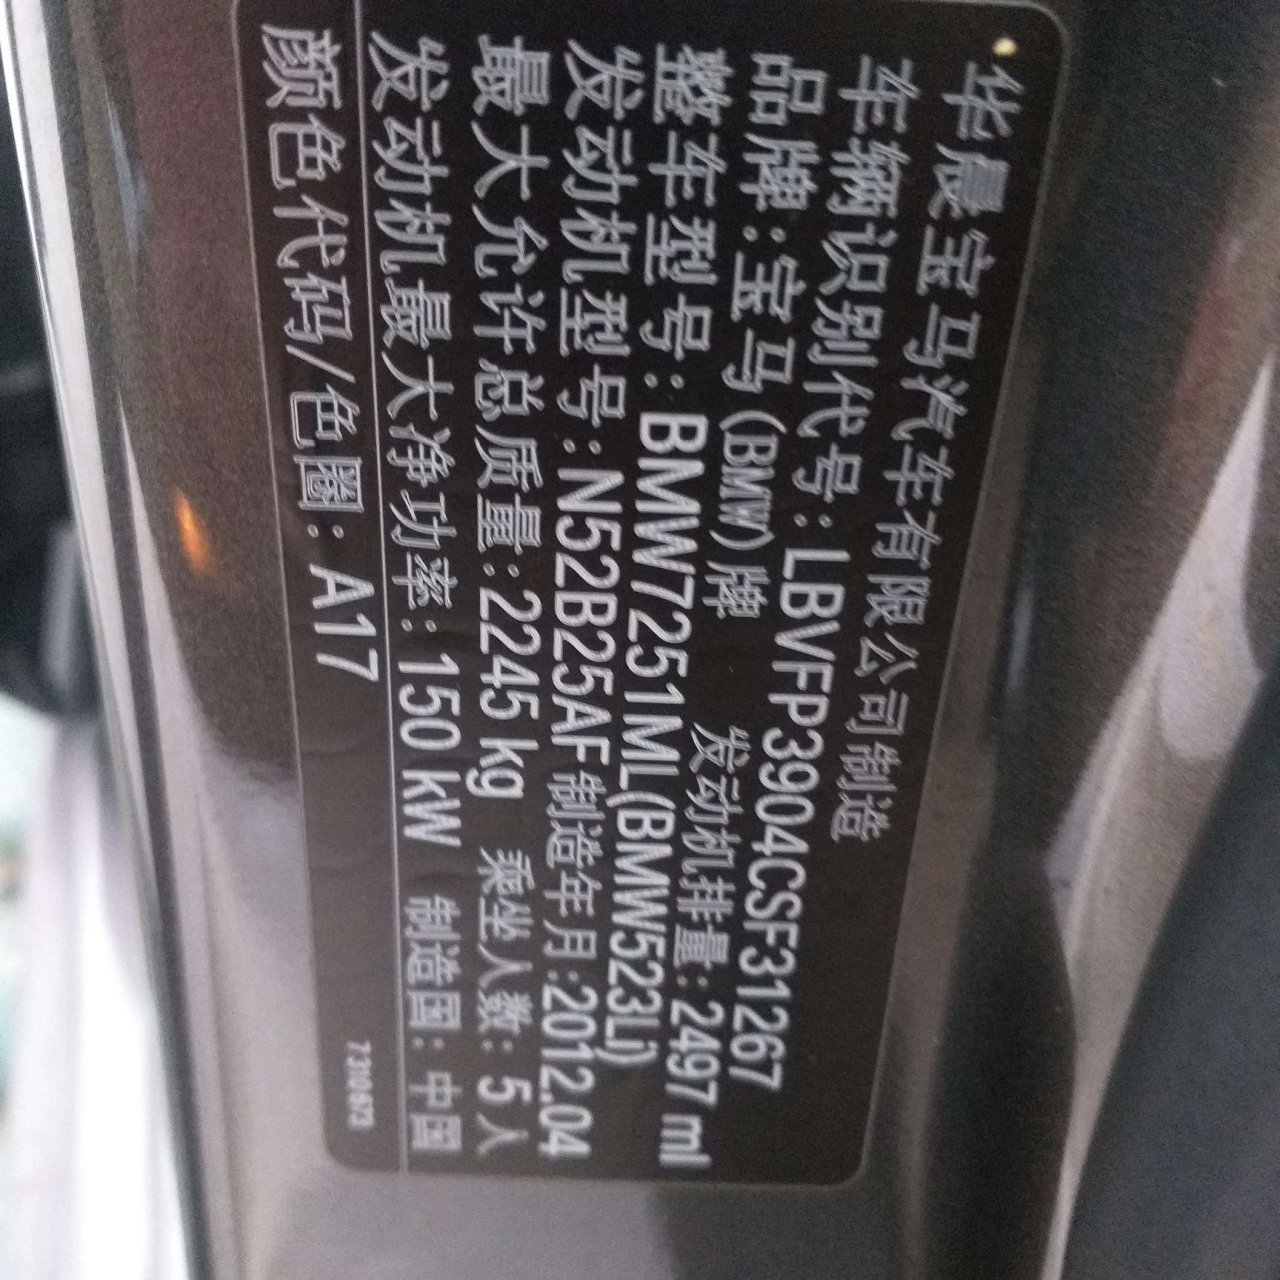 华晨宝马汽车有限公司制造
车辆识别代号：LBVFP3904CSF31267
品牌：宝马（BMW）牌 发动机排量：2497 ml
整车型号：BMW7251ML(BMW523Li)
发动机型号：N52B25AF 制造年月：2012.04
最大允许总质量：2245 kg 乘坐人数：5人
发动机最大净功率：150 kW 制造国：中国
颜色代码/色圈：A17
7310673